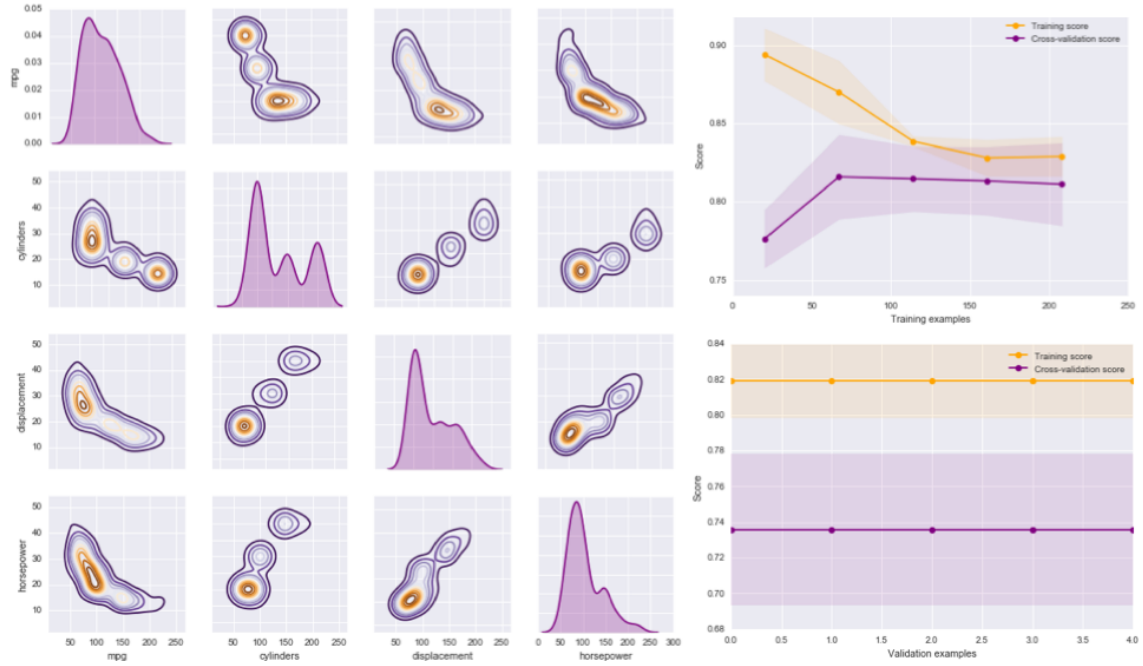 0.05
0.04
0.03
0.02
0.01
0.00
mpg
50
40
30
20
10
cylinders
50
40
30
20
10
displacement
50
40
30
20
10
horsepower
50 100 150 200 250
mpg
50 100 150 200 250
cylinders
50 100 150 200 250
displacement
0 50 100 150 200 250 300
horsepower
Training score
Cross-validation score
0.90
0.85
0.80
0.75
Score
0 50 100 150 200 250
Training examples
Training score
Cross-validation score
0.84
0.82
0.80
0.78
0.76
0.74
0.72
0.70
0.68
Score
0.0 0.5 1.0 1.5 2.0 2.5 3.0 3.5 4.0
Validation examples